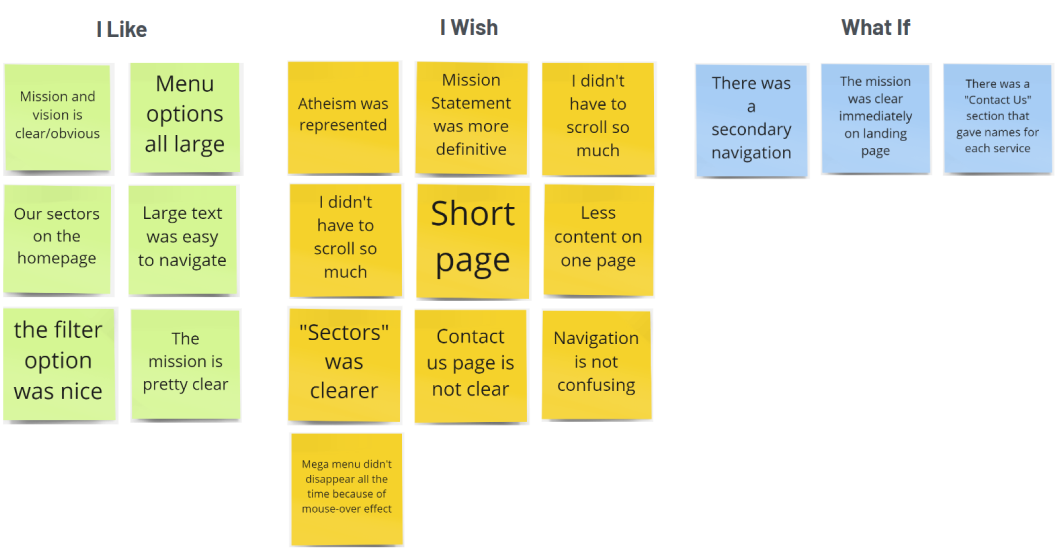 I Like
I Wish
What If
Mission and
vision is
clear/obvious
Menu
options
all large
Our sectors
on the
homepage
Large text
was easy
to navigate
the filter
option
was nice
The
mission is
pretty clear
Atheism was
represented
Mission
Statement
was more
definitive
I didn't
have to
scroll so
much
I didn't
have to
scroll so
much
Short
page
Less
content on
one page
"Sectors"
was
clearer
Contact
us page is
not clear
Navigation
is not
confusing
Mega menu didn't
disappear all the
time because of
mouse-over effect
There was
a
secondary
navigation
The mission
was clear
immediately
on landing
page
There was a
"Contact Us"
section that
gave names for
each service